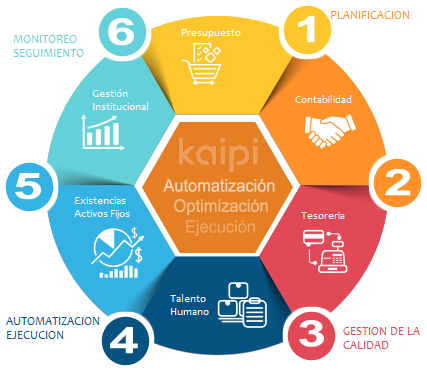 6
MONITOREO
SEGUIMIENTO
Presupuesto
1
PLANIFICACION
Gestión
Institucional
Contabilidad
kaipi
Automatización
Optimización
Ejecución
5
2
Existencias
Activos Fijos
$
$
$
Tesoreria
Talento
Humano
AUTOMATIZACION
EJECUCION
4
3
GESTION DE LA
CALIDAD